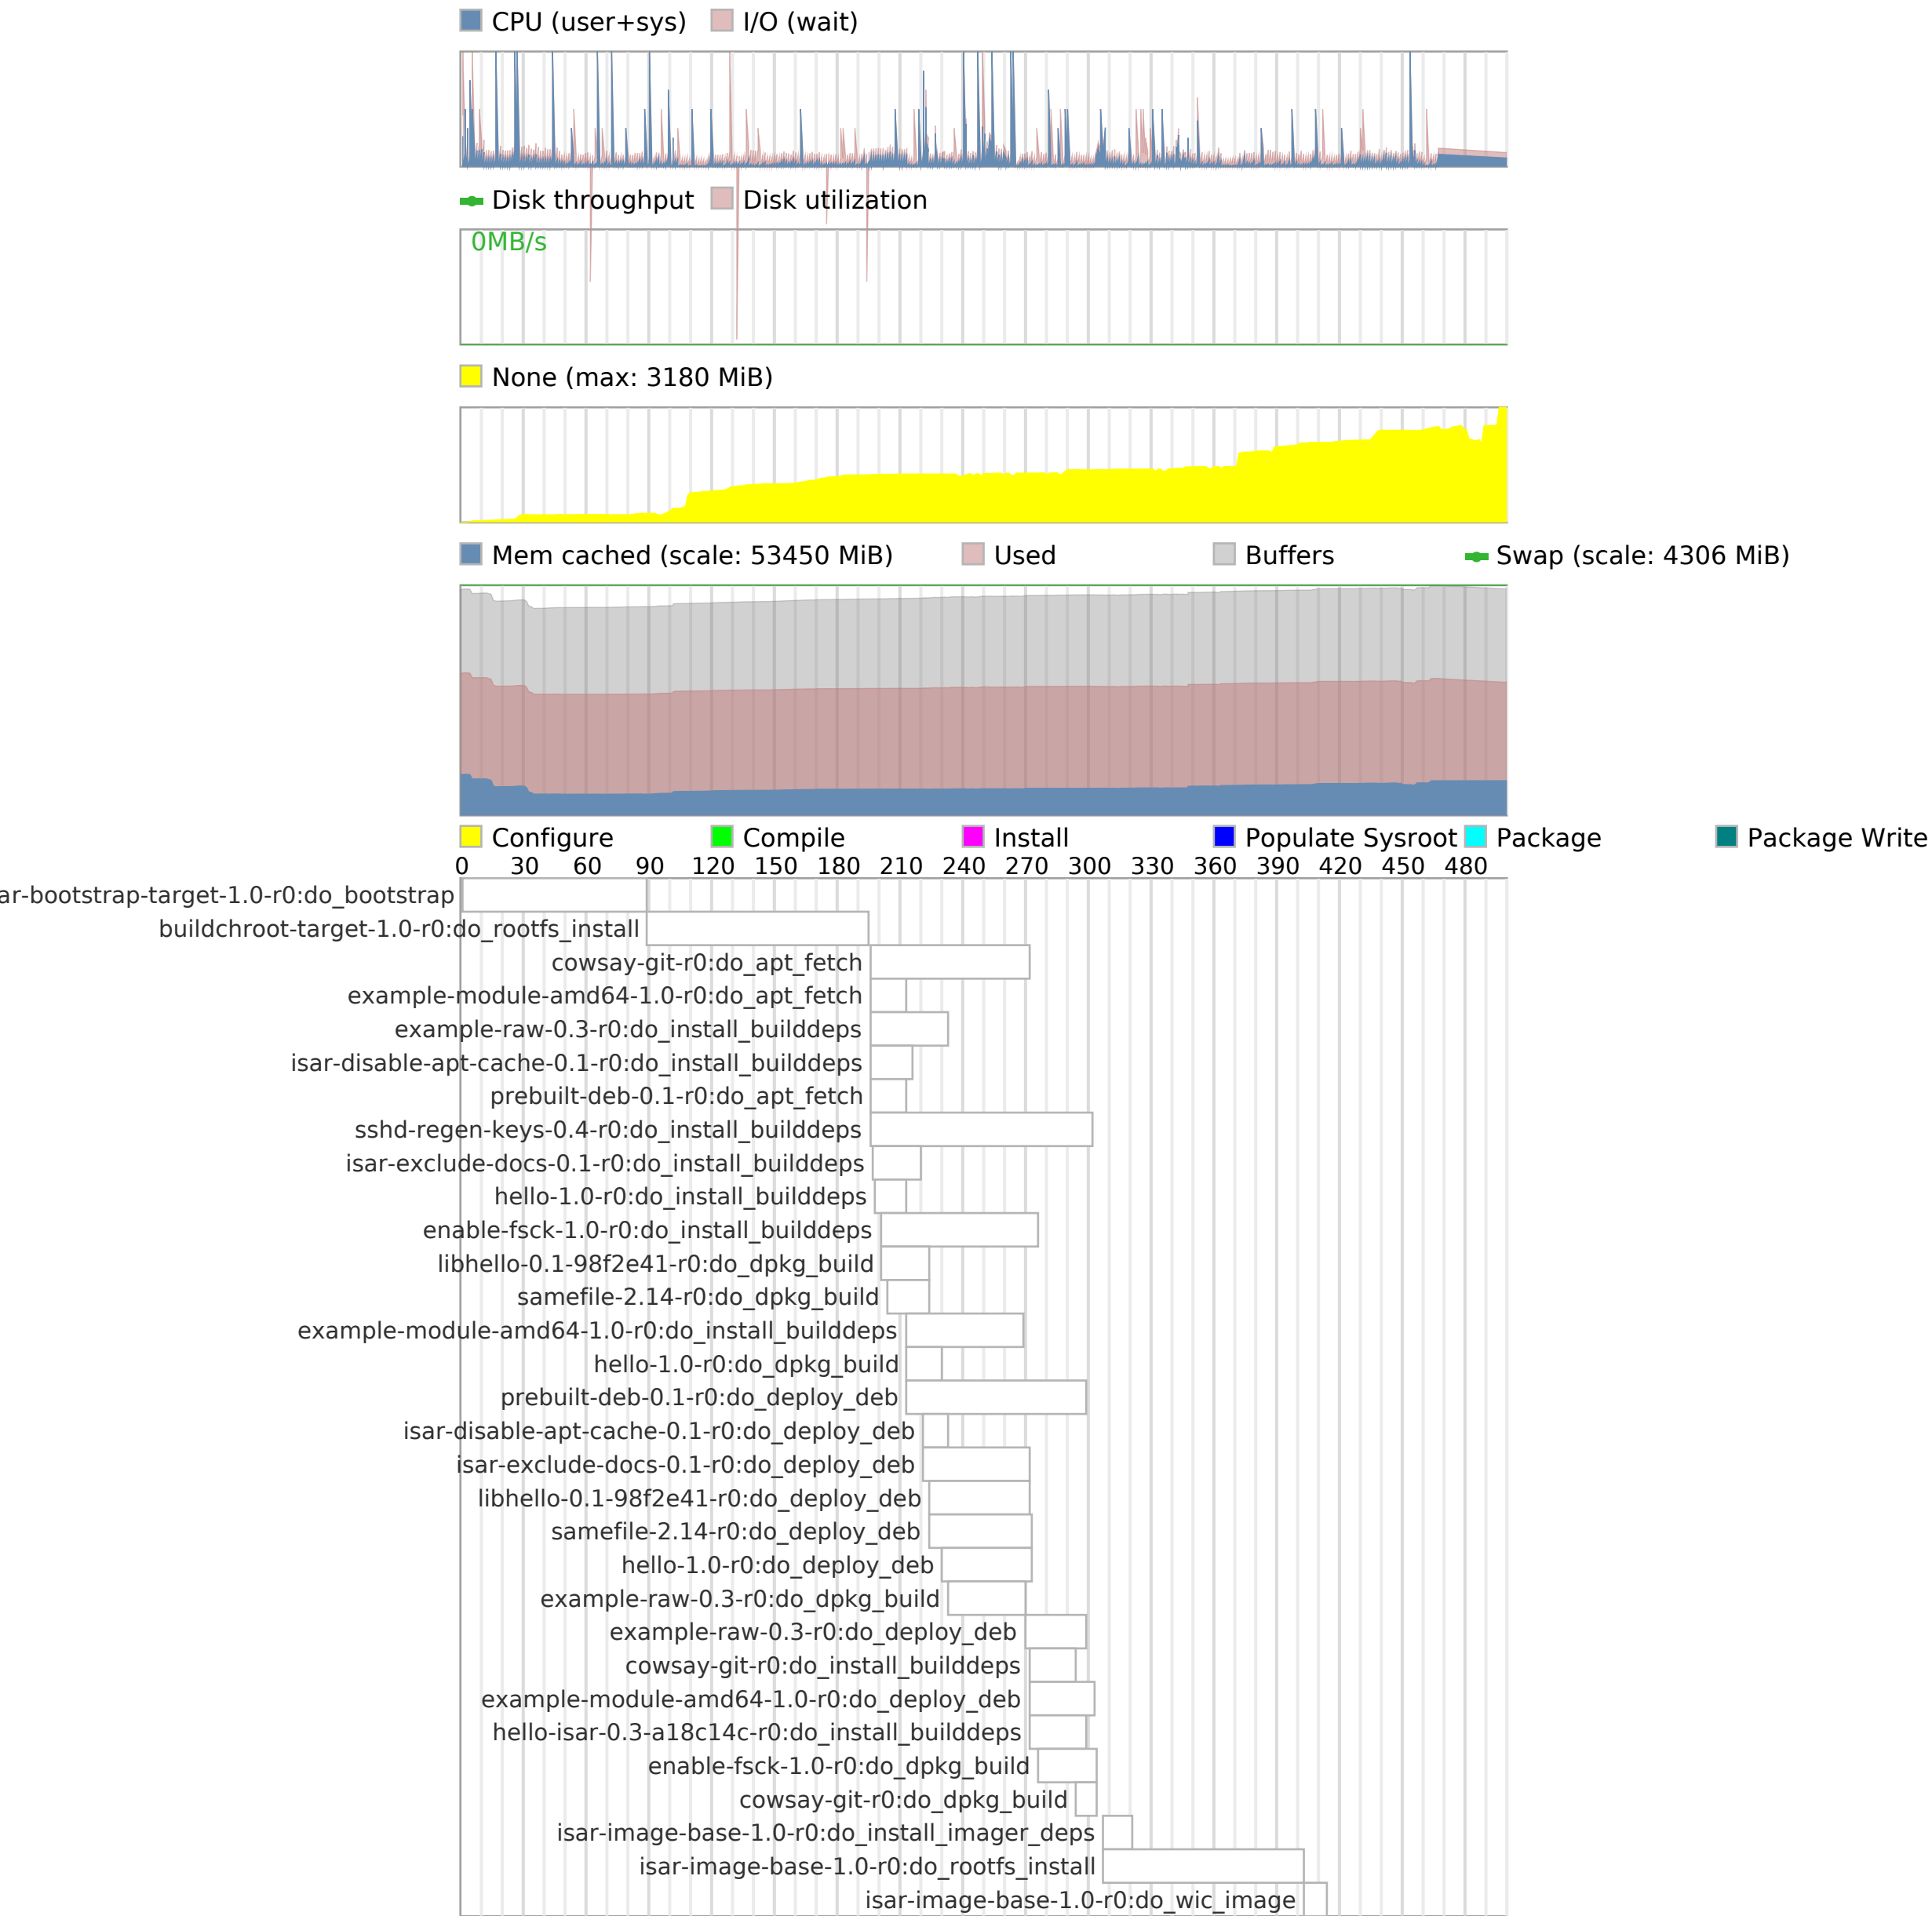 CPU (user+sys) I/O (wait)
Disk throughput Disk utilization
0MB/s
None (max: 3180 MiB)
Mem cached (scale: 53450 MiB) Used Buffers Swap (scale: 4306 MiB)
Configure Compile Install Populate Sysroot Package Package Write
0 30 60 90 120 150 180 210 240 270 300 330 360 390 420 450 480
ar-bootstrap-target-1.0-r0:do_bootstrap
buildchroot-target-1.0-r0:do_rootfs_install
cowsay-git-r0:do_apt_fetch
example-module-amd64-1.0-r0:do_apt_fetch
example-raw-0.3-r0:do_install_builddeps
isar-disable-apt-cache-0.1-r0:do_install_builddeps
prebuilt-deb-0.1-r0:do_apt_fetch
sshd-regen-keys-0.4-r0:do_install_builddeps
isar-exclude-docs-0.1-r0:do_install_builddeps
hello-1.0-r0:do_install_builddeps
enable-fsck-1.0-r0:do_install_builddeps
libhello-0.1-98f2e41-r0:do_dpkg_build
samefile-2.14-r0:do_dpkg_build
example-module-amd64-1.0-r0:do_install_builddeps
hello-1.0-r0:do_dpkg_build
prebuilt-deb-0.1-r0:do_deploy_deb
isar-disable-apt-cache-0.1-r0:do_deploy_deb
isar-exclude-docs-0.1-r0:do_deploy_deb
libhello-0.1-98f2e41-r0:do_deploy_deb
samefile-2.14-r0:do_deploy_deb
hello-1.0-r0:do_deploy_deb
example-raw-0.3-r0:do_dpkg_build
example-raw-0.3-r0:do_deploy_deb
cowsay-git-r0:do_install_builddeps
example-module-amd64-1.0-r0:do_deploy_deb
hello-isar-0.3-a18c14c-r0:do_install_builddeps
enable-fsck-1.0-r0:do_dpkg_build
cowsay-git-r0:do_dpkg_build
isar-image-base-1.0-r0:do_install_imager_deps
isar-image-base-1.0-r0:do_rootfs_install
isar-image-base-1.0-r0:do_wic_image